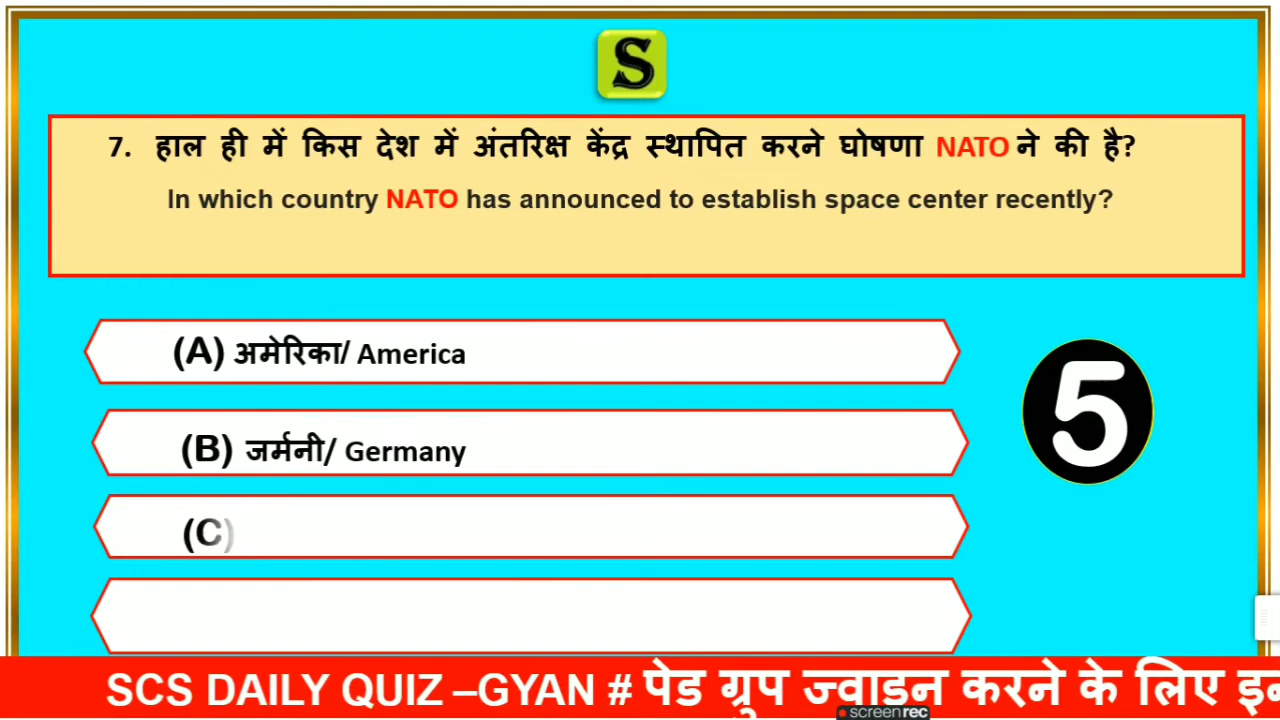 S
7. हाल ही में किस देश में अंतरिक्ष केंद्र स्थापित करने घोषणा NATO ने की है?
In which country NATO has announced to establish space center recently?
(A) अमेरिका/ America
(B) जर्मनी/ Germany
5
(C)
SCS DAILY QUIZ –GYAN # पेड ग्रुप ज्वाइन करने के लिए इन
screenrec